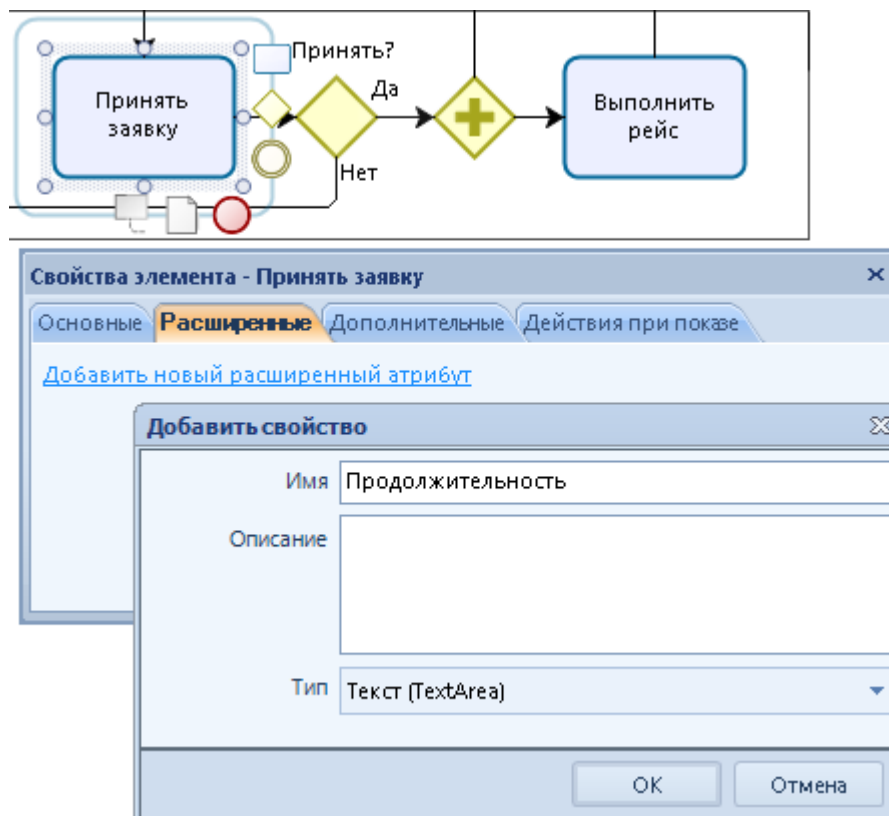 Принять?
Принять
заявку
Да
Нет
Выполнить
рейс
Свойства элемента - Принять заявку
Основные Расширенные Дополнительные Действия при показе
Добавить новый расширенный атрибут
Добавить свойство
Имя Продолжительность
Описание
Тип Текст (TextArea)
OK Отмена